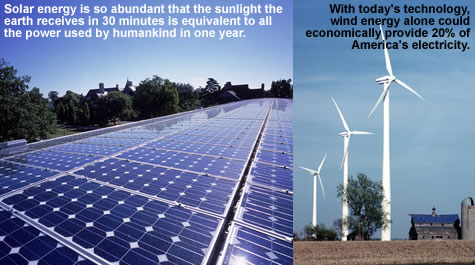 Solar energy is so abundant that the sunlight the
earth receives in 30 minutes is equivalent to all
the power used by humankind in one year.
With today's technology,
wind energy alone could
economically provide 20% of
America's electricity.